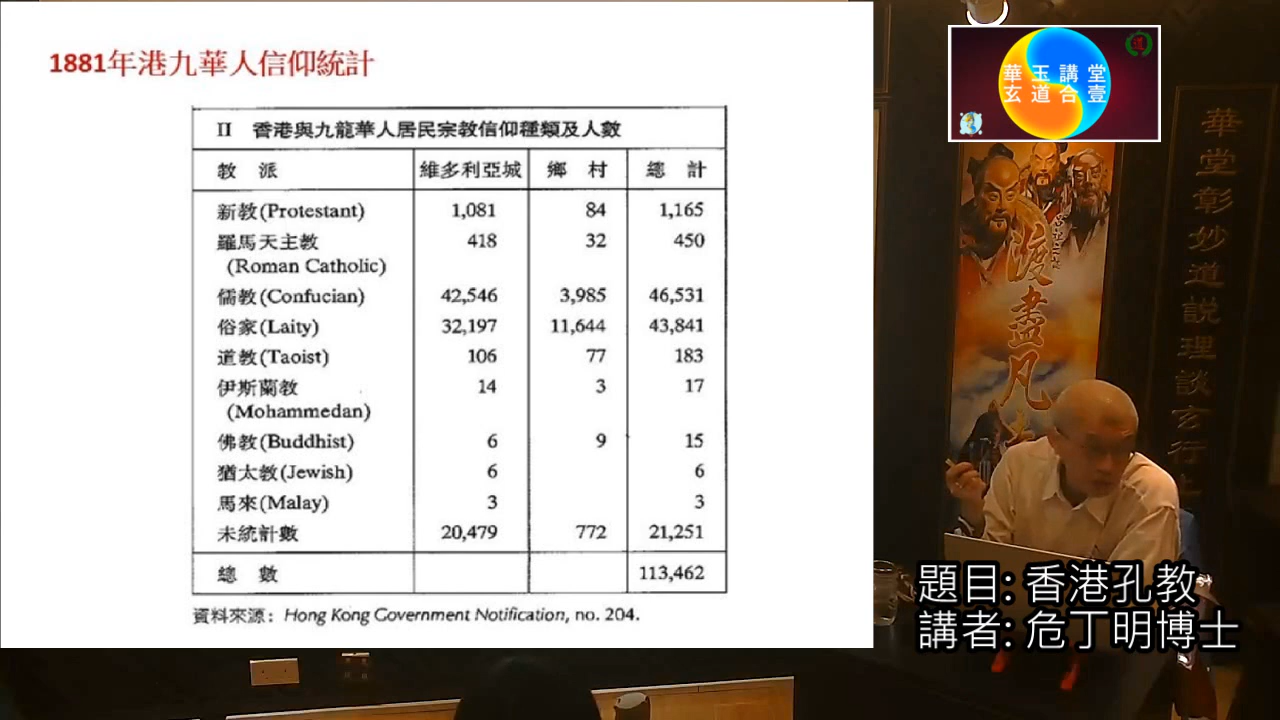 1881年港九華人信仰統計
II 香港與九龍華人居民宗教信仰種類及人數
教派 維多利亞城 鄉村 總計
新教(Protestant) 1,081 84 1,165
羅馬天主教 418 32 450
(Roman Catholic)
儒教(Confucian) 42,546 3,985 46,531
俗家(Laity) 32,197 11,644 43,841
道教(Taoist) 106 77 183
伊斯蘭教 14 3 17
(Mohammedan)
佛教(Buddhist) 6 9 15
猶太教(Jewish) 6 6
馬來(Malay) 3 3
未統計數 20,479 772 21,251
總數 113,462
資料來源：Hong Kong Government Notification, no. 204.
道
華玉講堂
玄道合壹
渡盡凡
華堂彰妙道說理談玄行
題目: 香港孔教
講者: 危丁明博士